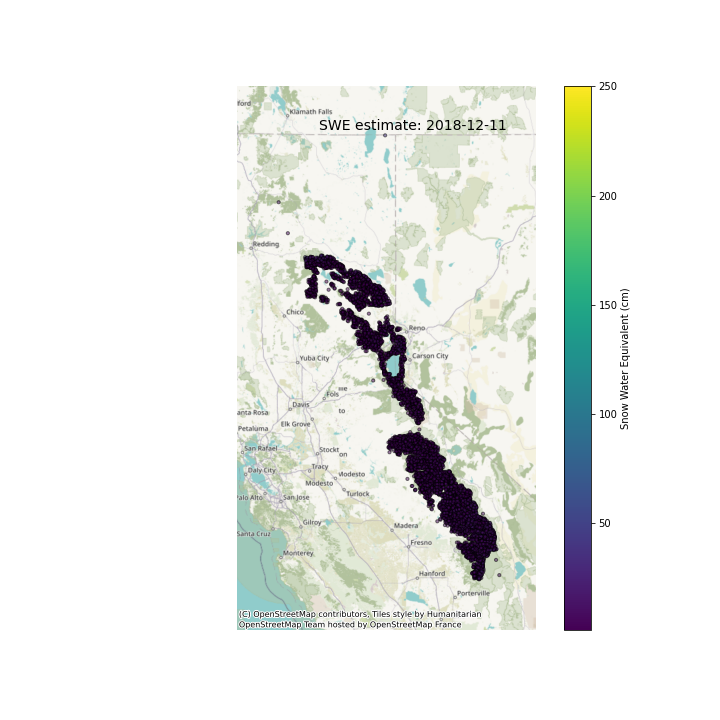 ford
Klamath Falls
SWE estimate: 2018-12-11
Redding
Chico
Reno
Yuba City
Carson City
Fols
Davis
anta Rosa
to
Elk Grove
Petaluma
San Rafael
Stockt
on
Daly City
Tracy
Modesto
Modesto
Palo Alto
San Jose
Turlock
Gilroy
Madera
Santa Cruz
Fresno
Monterey
Hanford
Porterville
(C) OpenStreetMap contributors, Tiles style by Humanitarian
OpenStreetMap Team hosted by OpenStreetMap France
250
200
150
100
50
Snow Water Equivalent (cm)